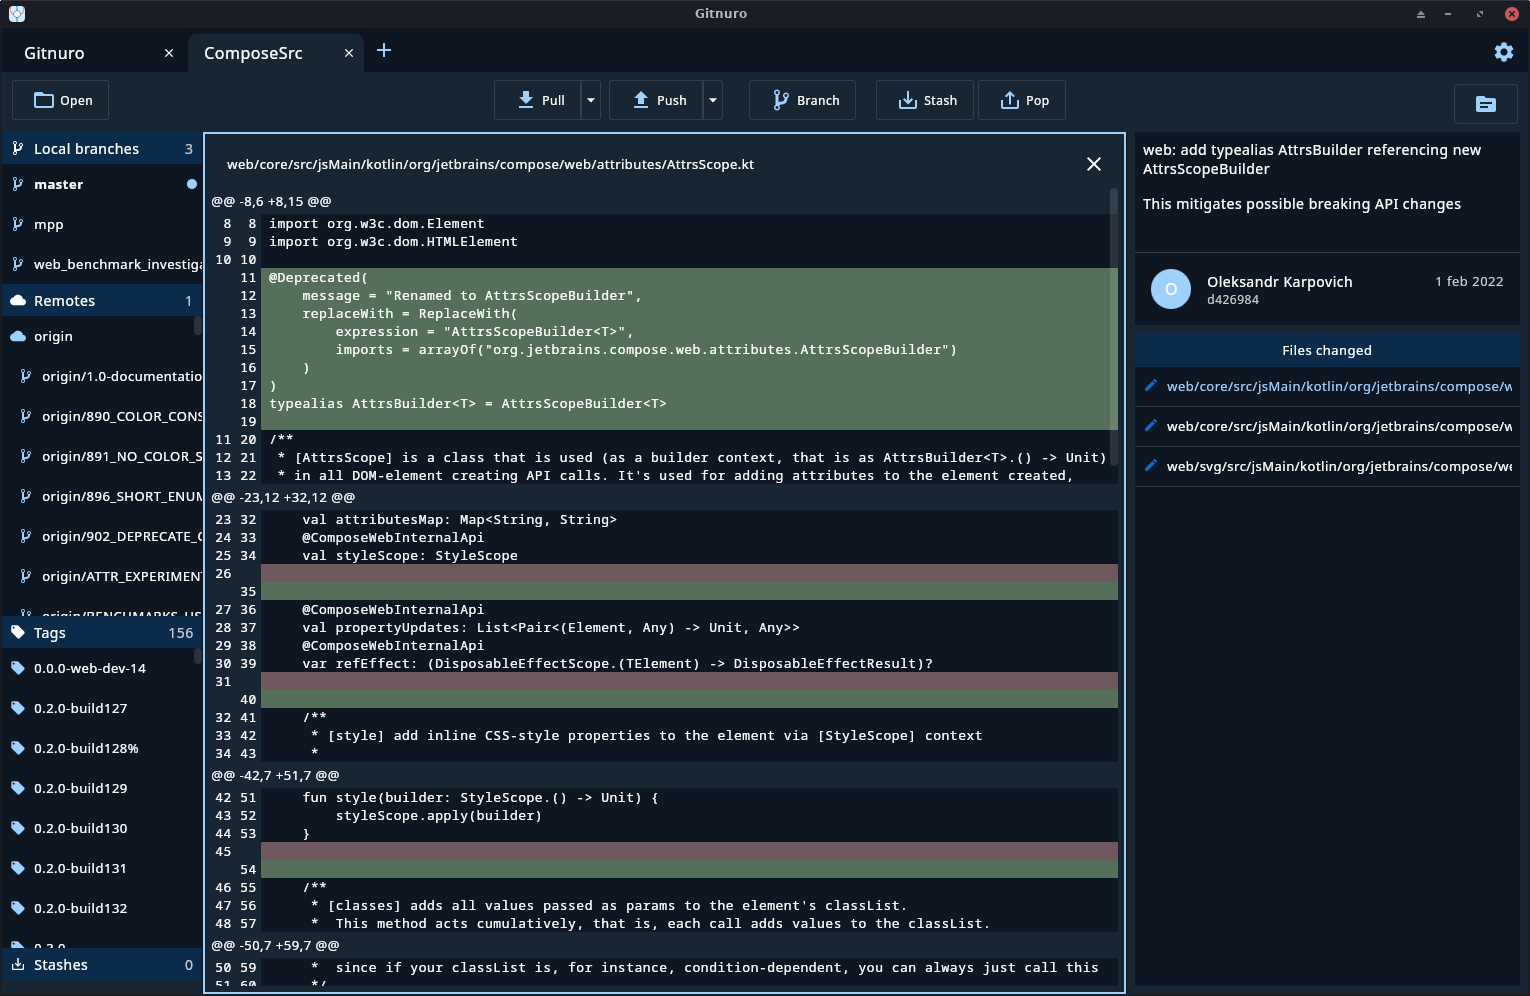 Gitnuro
Gitnuro
ComposeSrc
Open
Pull
Push
Branch
Stash
Pop
Local branches 3
master
mpp
web_benchmark_investiga
Remotes 1
origin
origin/1.0-documentatio
origin/890_COLOR_CONS
origin/891_NO_COLOR_S
origin/896_SHORT_ENUM
origin/902_DEPRECATE_C
origin/ATTR_EXPERIMEN
Tags 156
0.0.0-web-dev-14
0.2.0-build127
0.2.0-build128%
0.2.0-build129
0.2.0-build130
0.2.0-build131
0.2.0-build132
Stashes 0
web/core/src/jsMain/kotlin/org/jetbrains/compose/web/attributes/AttrsScope.kt
@@ -8,6 +8,15 @@
8 8 import org.w3c.dom.Element
9 9 import org.w3c.dom.HTMLElement
10 10
11 @Deprecated(
12 message = "Renamed to AttrsScopeBuilder",
13 replaceWith = ReplaceWith(
14 expression = "AttrsScopeBuilder<T>",
15 imports = arrayOf("org.jetbrains.compose.web.attributes.AttrsScopeBuilder")
16 )
17 )
18 typealias AttrsBuilder<T> = AttrsScopeBuilder<T>
19
11 20 /**
12 21 * [AttrsScope] is a class that is used (as a builder context, that is as AttrsBuilder<T>.() -> Unit)
13 22 * in all DOM-element creating API calls. It's used for adding attributes to the element created,
@@ -23,12 +32,12 @@
23 32 val attributesMap: Map<String, String>
24 33 @ComposeWebInternalApi
25 34 val styleScope: StyleScope
26
35
27 36 @ComposeWebInternalApi
28 37 val propertyUpdates: List<Pair<(Element, Any) -> Unit, Any>>
29 38 @ComposeWebInternalApi
30 39 var refEffect: (DisposableEffectScope.(TElement) -> DisposableEffectResult)?
31
40
32 41 /**
33 42 * [style] add inline CSS-style properties to the element via [StyleScope] context
34 43 *
@@ -42,7 +51,7 @@
42 51 fun style(builder: StyleScope.() -> Unit) {
43 52 styleScope.apply(builder)
44 53 }
45
54
46 55 /**
47 56 * [classes] adds all values passed as params to the element's classList.
48 57 * This method acts cumulatively, that is, each call adds values to the classList.
@@ -50,7 +59,7 @@
50 59 * since if your classList is, for instance, condition-dependent, you can always just call this
51 60 */
web: add typealias AttrsBuilder referencing new
AttrsScopeBuilder
This mitigates possible breaking API changes
O
Oleksandr Karpovich 1 feb 2022
d426984
Files changed
web/core/src/jsMain/kotlin/org/jetbrains/compose/w
web/core/src/jsMain/kotlin/org/jetbrains/compose/w
web/svg/src/jsMain/kotlin/org/jetbrains/compose/we